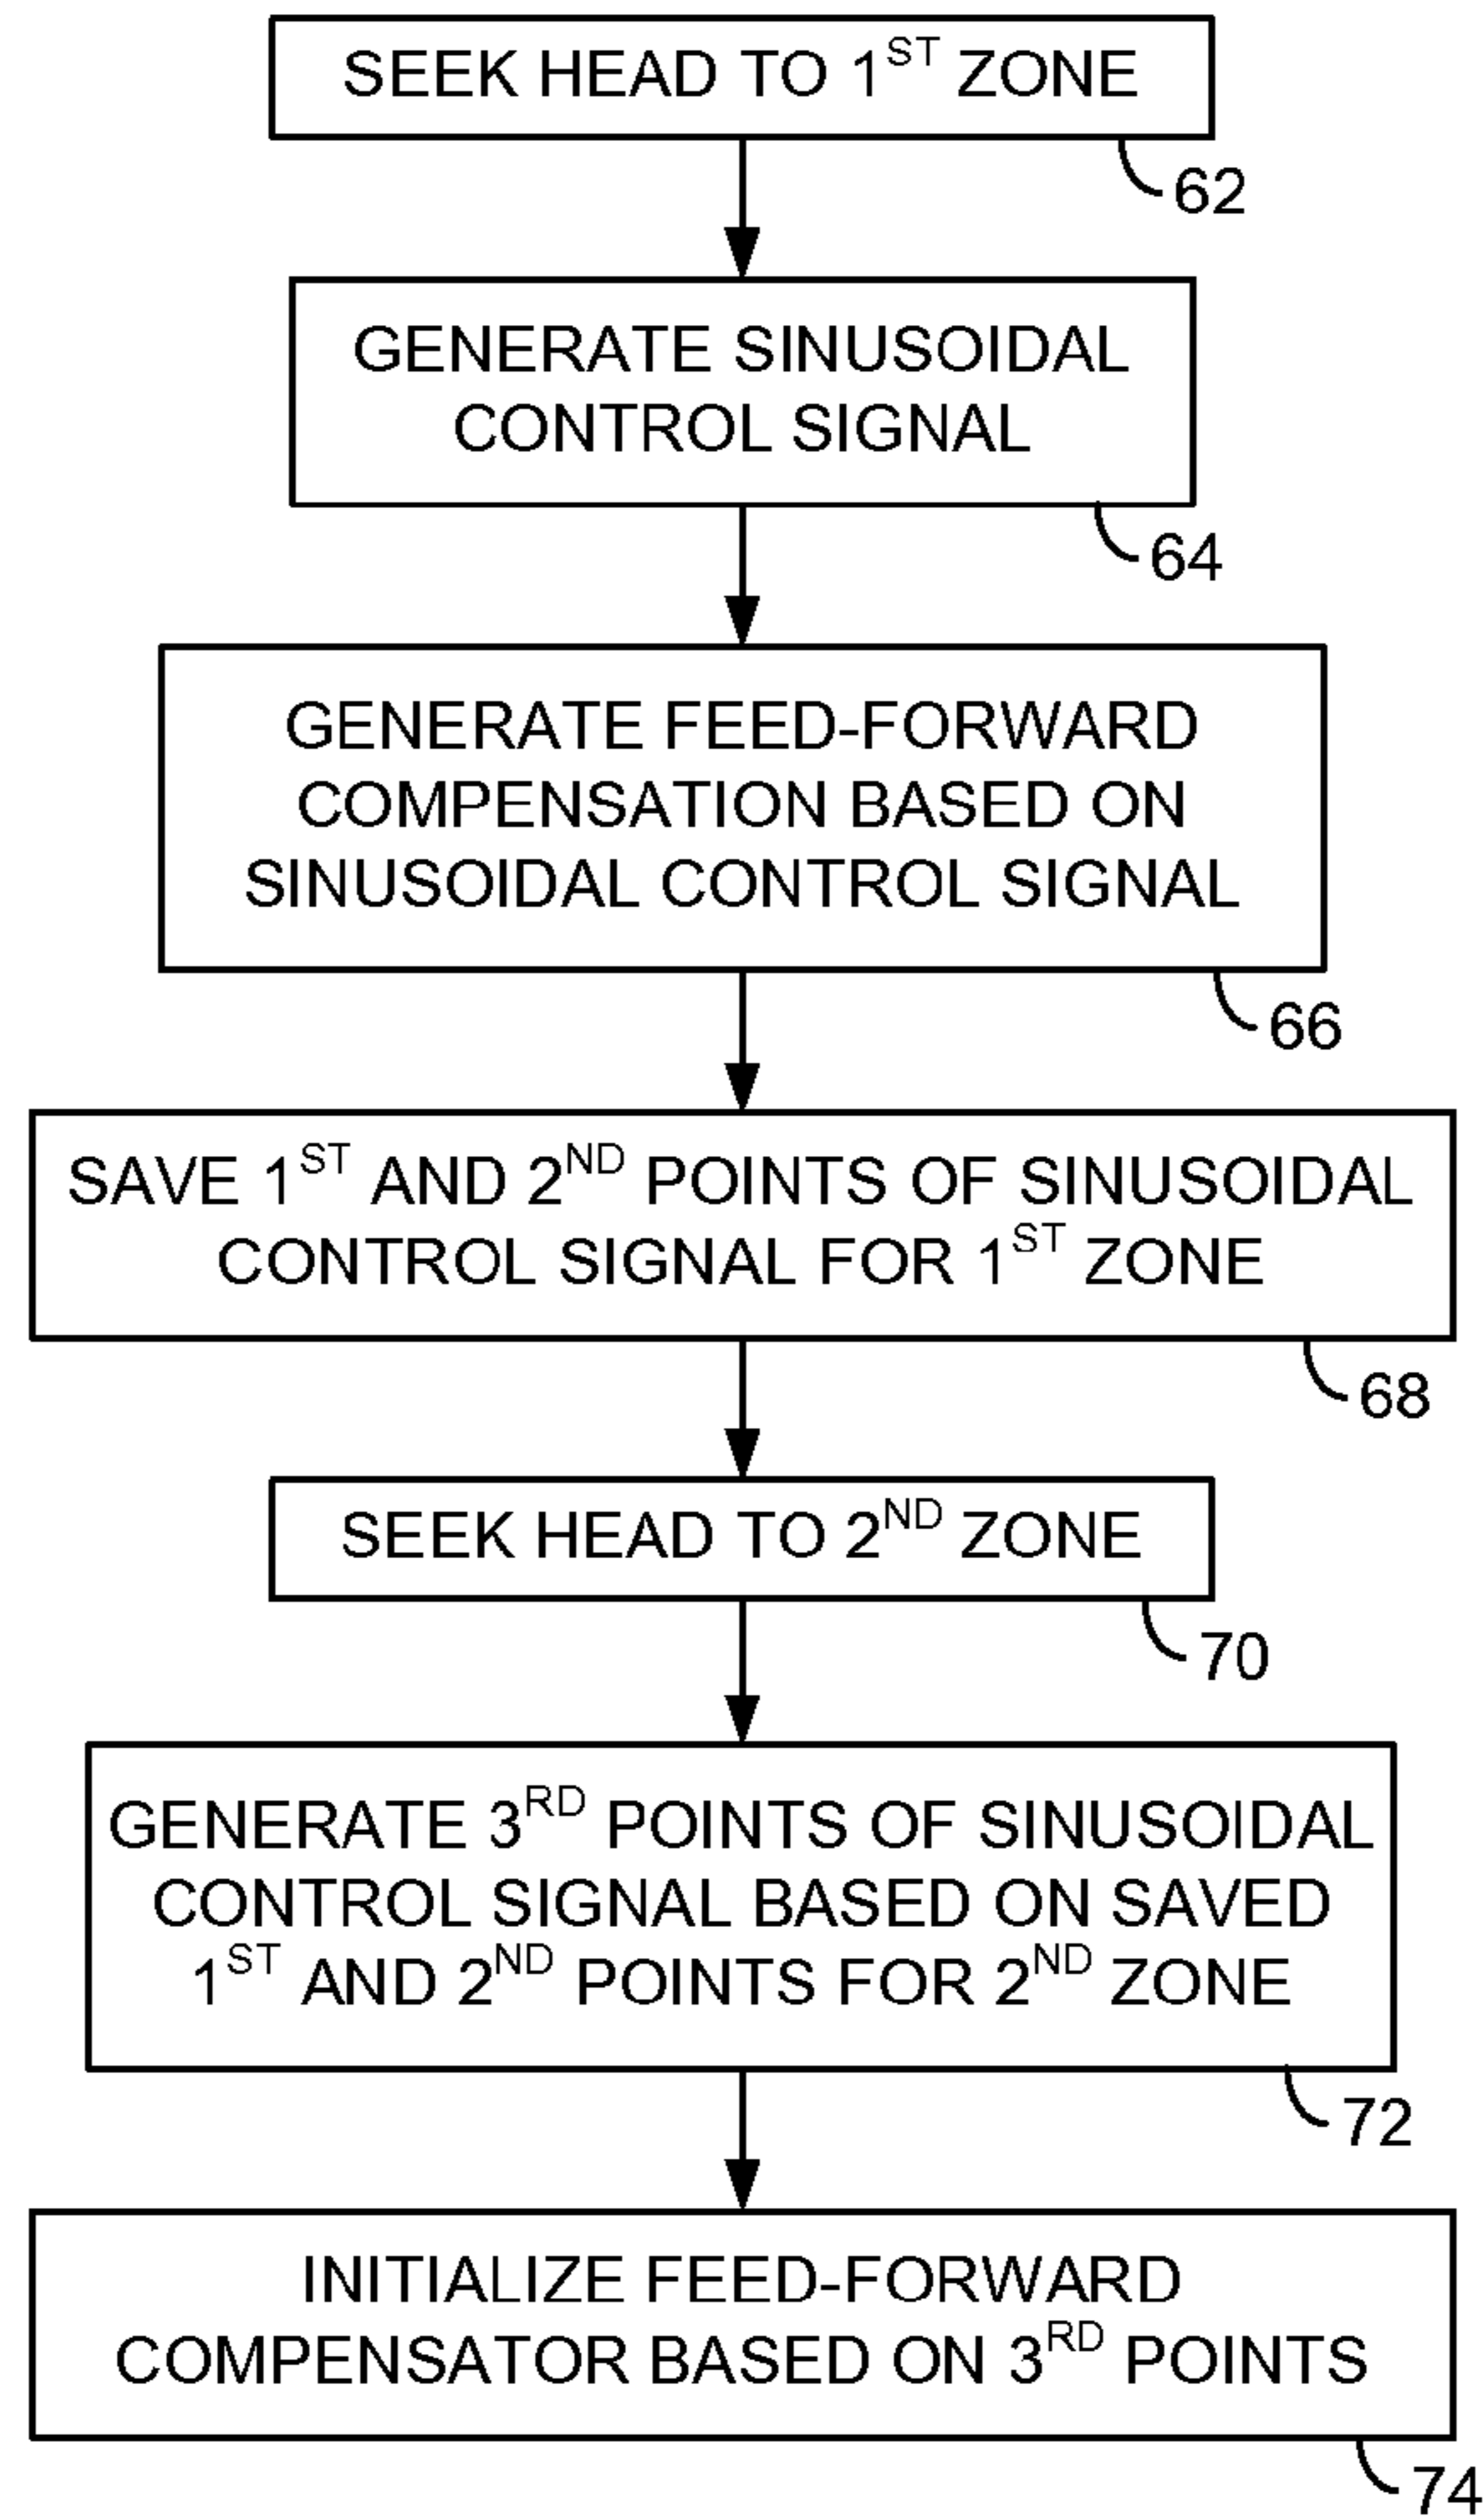 SEEK HEAD TO 1ST ZONE
62
GENERATE SINUSOIDAL
CONTROL SIGNAL
64
GENERATE FEED-FORWARD
COMPENSATION BASED ON
SINUSOIDAL CONTROL SIGNAL
66
SAVE 1ST AND 2ND POINTS OF SINUSOIDAL
CONTROL SIGNAL FOR 1ST ZONE
68
SEEK HEAD TO 2ND ZONE
70
GENERATE 3RD POINTS OF SINUSOIDAL
CONTROL SIGNAL BASED ON SAVED
1ST AND 2ND POINTS FOR 2ND ZONE
72
INITIALIZE FEED-FORWARD
COMPENSATOR BASED ON 3RD POINTS
74